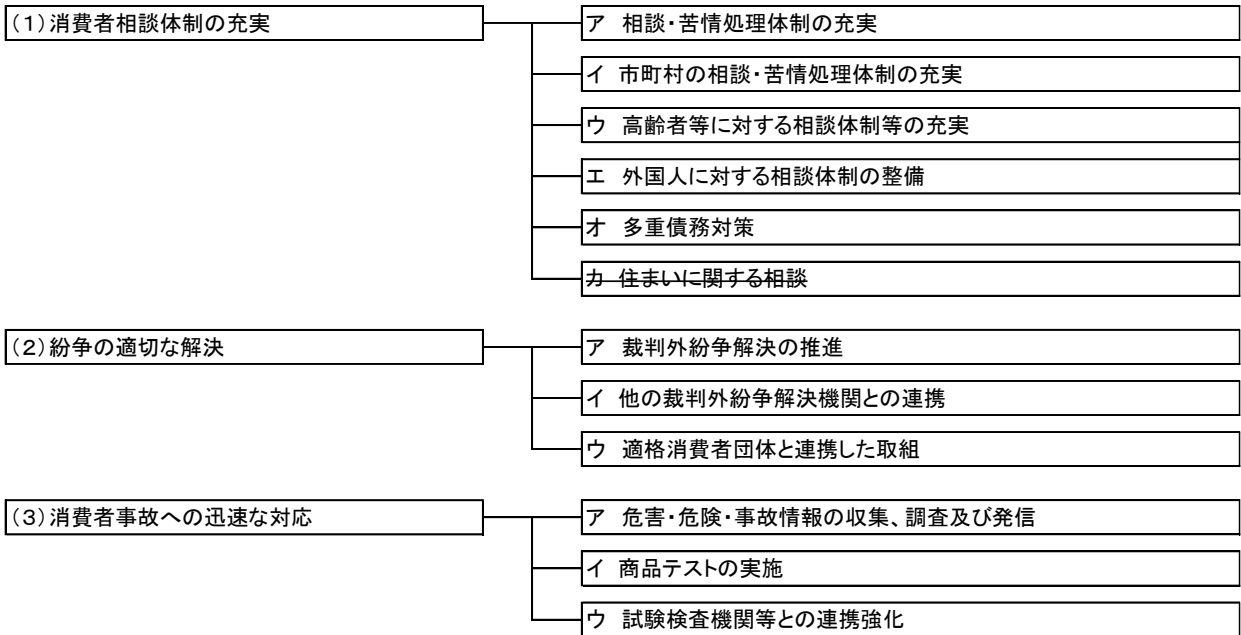 (1)消費者相談体制の充実
ア 相談・苦情処理体制の充実
イ 市町村の相談・苦情処理体制の充実
ウ 高齢者等に対する相談体制等の充実
エ 外国人に対する相談体制の整備
オ 多重債務対策
カ 住まいに関する相談
(2)紛争の適切な解決
ア 裁判外紛争解決の推進
イ 他の裁判外紛争解決機関との連携
ウ 適格消費者団体と連携した取組
(3)消費者事故への迅速な対応
ア 危害・危険・事故情報の収集、調査及び発信
イ 商品テストの実施
ウ 試験検査機関等との連携強化